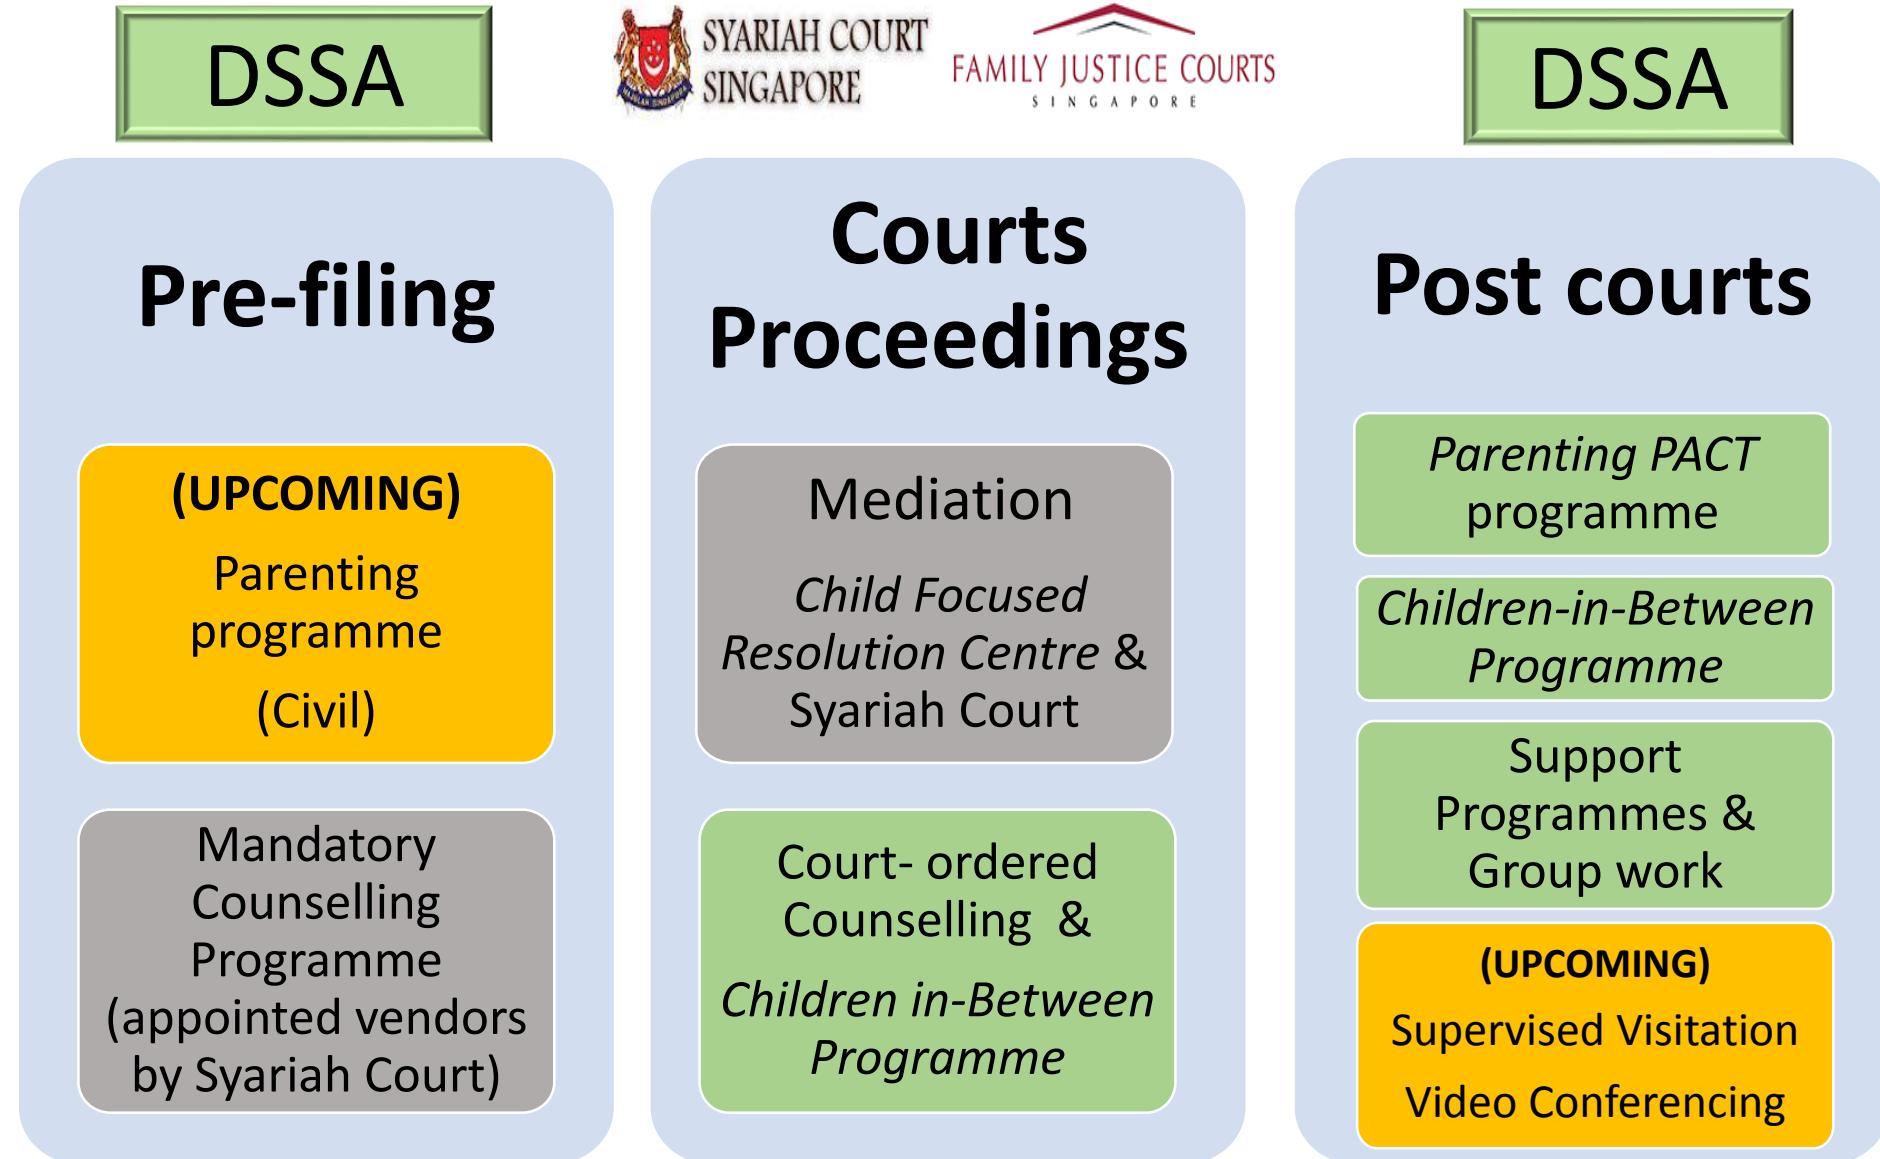 DSSA
SYARIAH COURT
SINGAPORE
FAMILY JUSTICE COURTS
SINGAPORE
DSSA
Pre-filing
(UPCOMING)
Parenting
programme
(Civil)
Mandatory
Counselling
Programme
(appointed vendors
by Syariah Court)
Courts
Proceedings
Mediation
Child Focused
Resolution Centre &
Syariah Court
Court- ordered
Counselling &
Children in-Between
Programme
Post courts
Parenting PACT
programme
Children-in-Between
Programme
Support
Programmes &
Group work
(UPCOMING)
Supervised Visitation
Video Conferencing